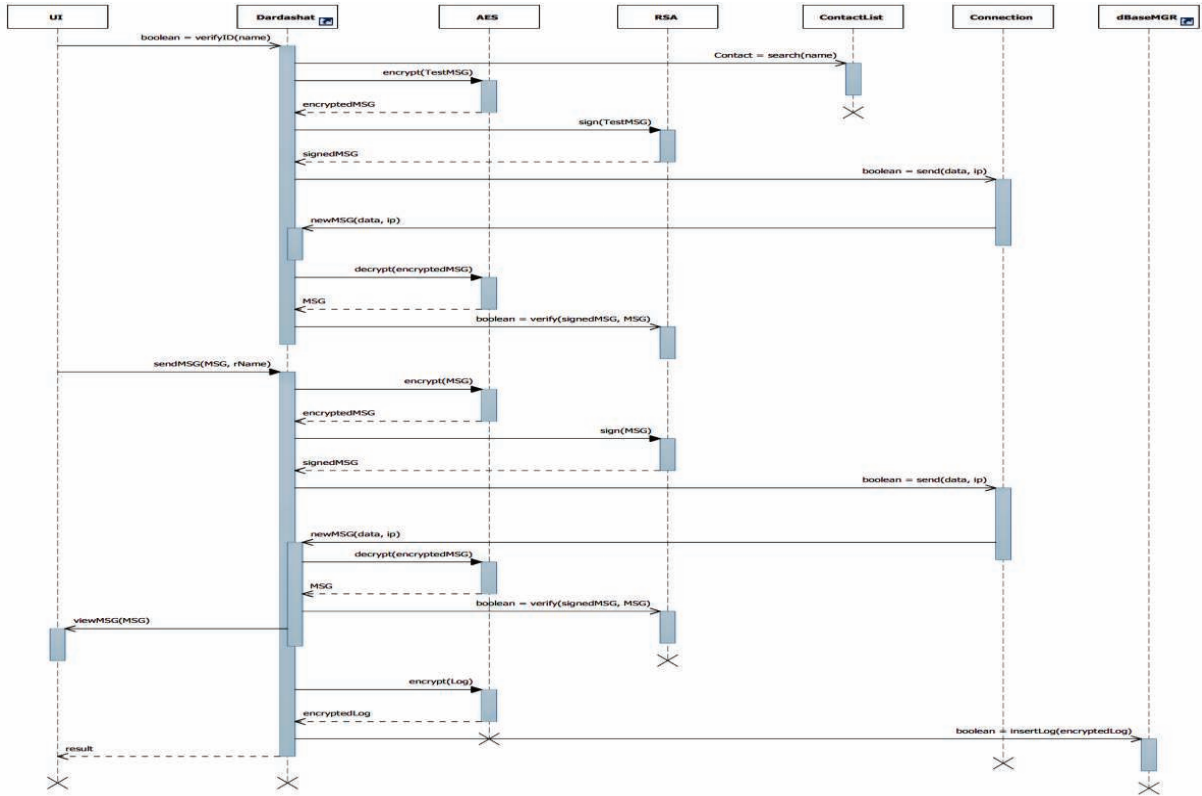 UI
Dardashat
AES
RSA
ContactList
Connection
dBaseMGR
boolean = verifyID(name)
Contact = search(name)
encrypt(TestMSG)
encryptedMSG
sign(TestMSG)
signedMSG
boolean = send(data, ip)
newMSG(data, ip)
decrypt(encryptedMSG)
MSG
boolean = verify(signedMSG, MSG)
sendMSG(MSG, rName)
encrypt(MSG)
encryptedMSG
sign(MSG)
signedMSG
boolean = send(data, ip)
newMSG(data, ip)
decrypt(encryptedMSG)
MSG
boolean = verify(signedMSG, MSG)
viewMSG(MSG)
encrypt(Log)
encryptedLog
boolean = insertLog(encryptedLog)
result